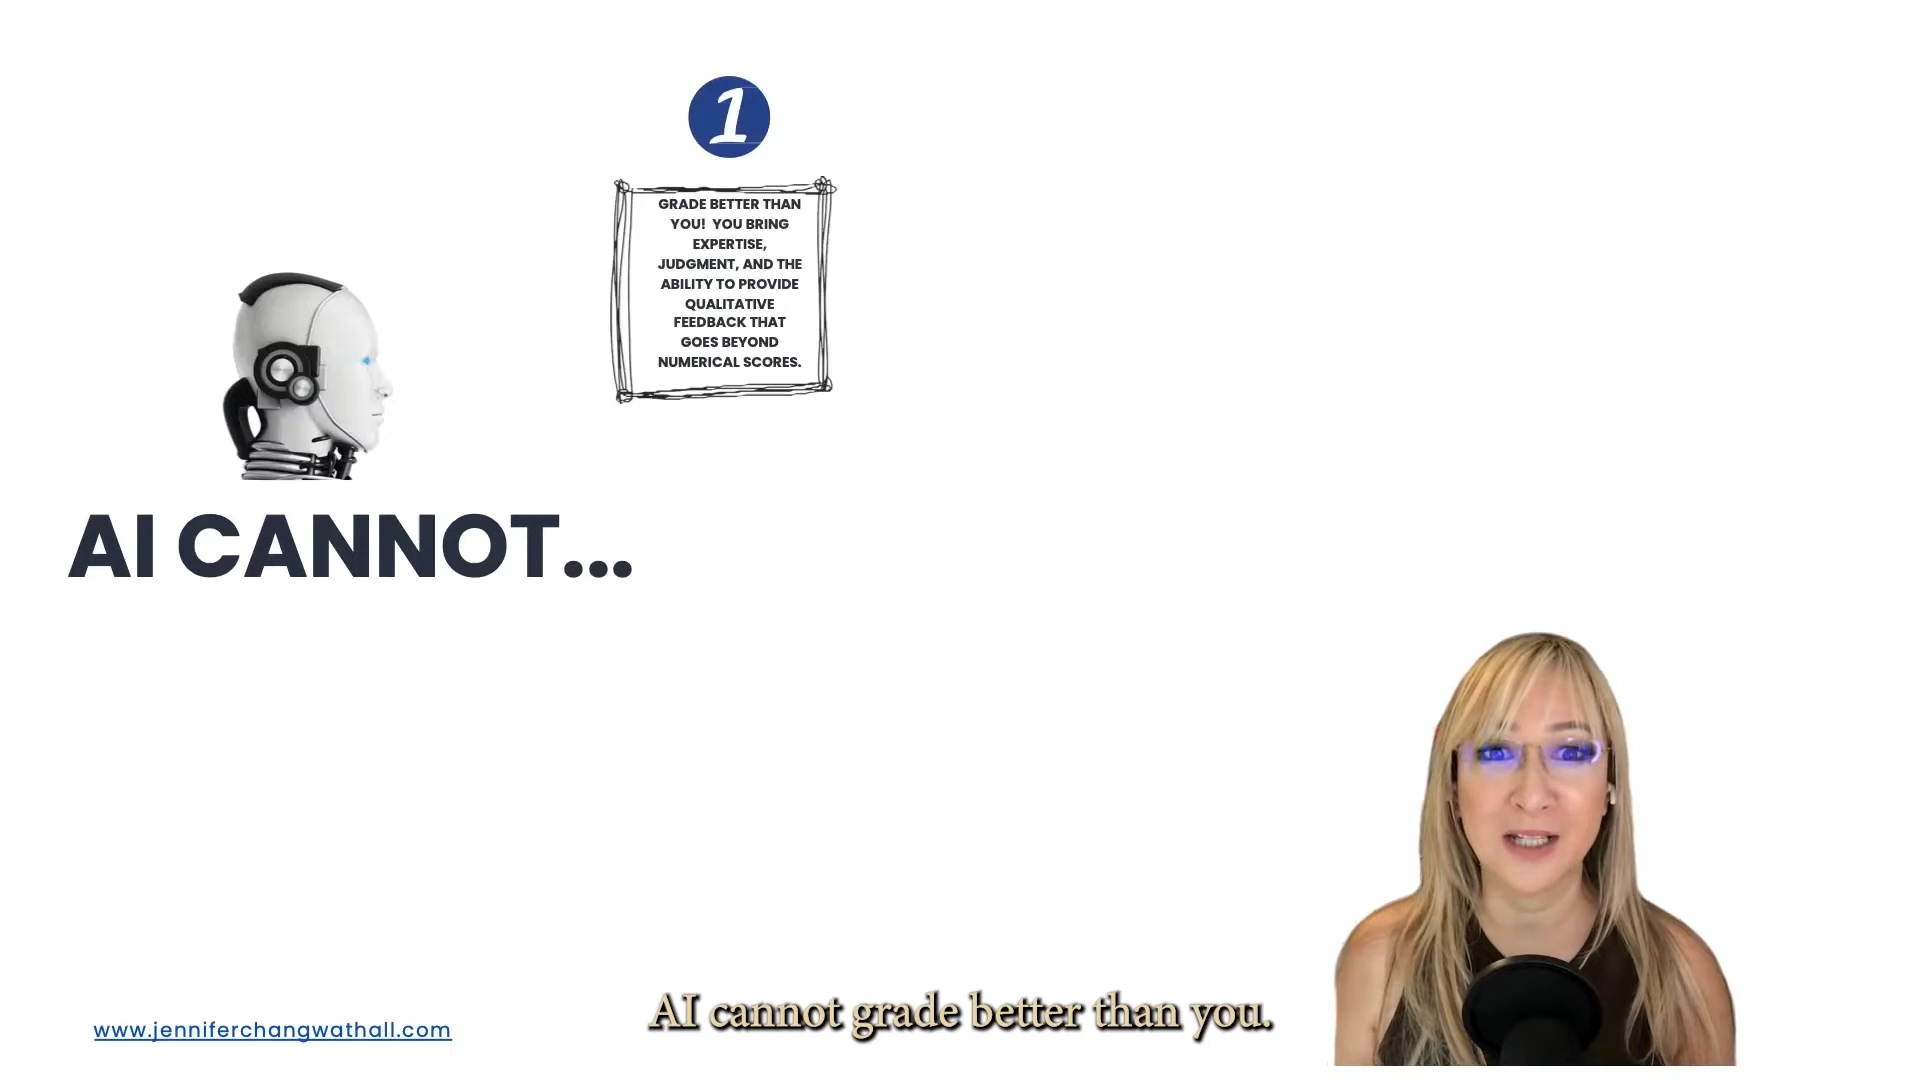 1
GRADE BETTER THAN
YOU! YOU BRING
EXPERTISE,
JUDGMENT, AND THE
ABILITY TO PROVIDE
QUALITATIVE
FEEDBACK THAT
GOES BEYOND
NUMERICAL SCORES.
AI CANNOT...
www.jenniferchangwathall.com
AI cannot grade better than you.